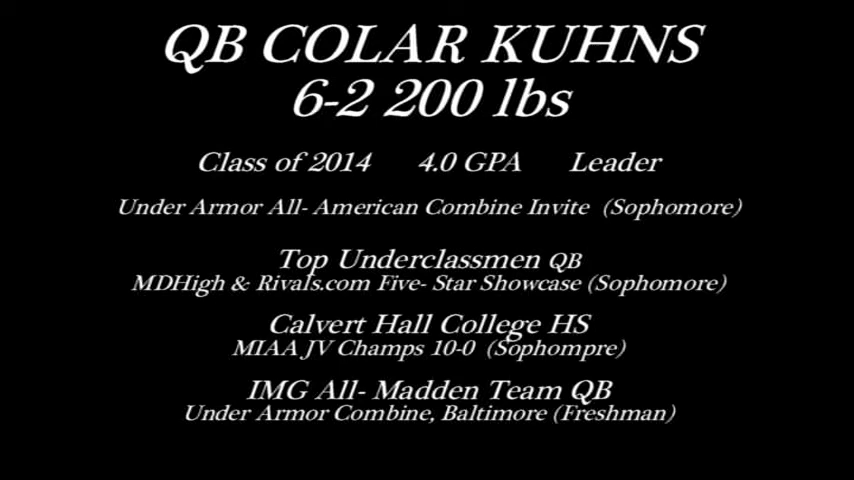 QB COLAR KUHNS
6-2 200 lbs
Class of 2014 4.0 GPA Leader
Under Armor All- American Combine Invite (Sophomore)
Top Underclassmen QB
MDHigh & Rivals.com Five- Star Showcase (Sophomore)
Calvert Hall College HS
MIAA JV Champs 10-0 (Sophompre)
IMG All- Madden Team QB
Under Armor Combine, Baltimore (Freshman)